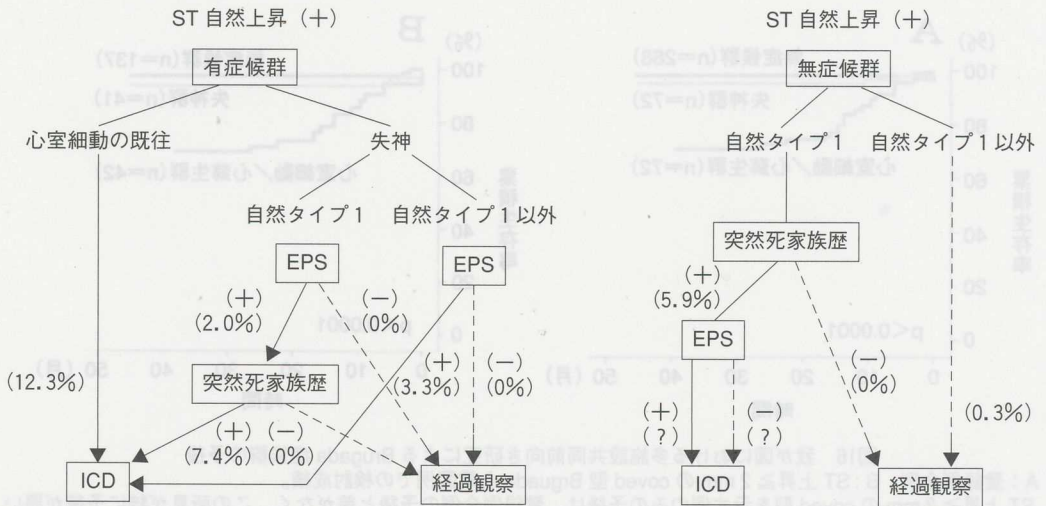 ST 自然上昇（＋）
有症候群
心室細動の既往
失神
自然タイプ1
自然タイプ1以外
EPS
EPS
（＋）
（2.0%）
（－）
（0%）
（12.3%）
突然死家族歴
（＋）
（3.3%）
（－）
（0%）
（＋）
（7.4%）
（－）
（0%）
ICD
経過観察
ST 自然上昇（＋）
無症候群
自然タイプ1
自然タイプ1以外
突然死家族歴
（＋）
（5.9%）
EPS
（－）
（0%）
（0.3%）
（＋）
（？）
（－）
（？）
ICD
経過観察